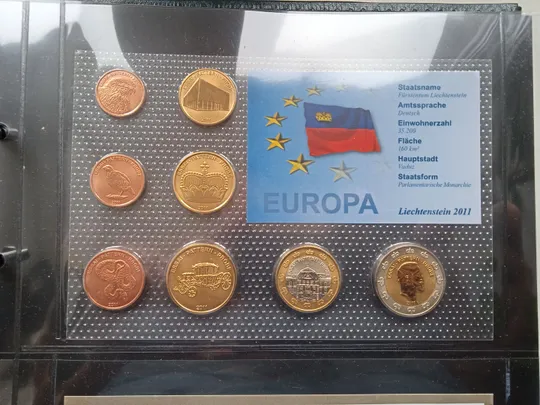 Staatsname
Fürstentum Liechtenstein
Amtssprache
Deutsch
Einwohnerzahl
35.200
Fläche
160 km²
Hauptstadt
Vaduz
Staatsform
Parlamentarische Monarchie
EUROPA
Liechtenstein 2011